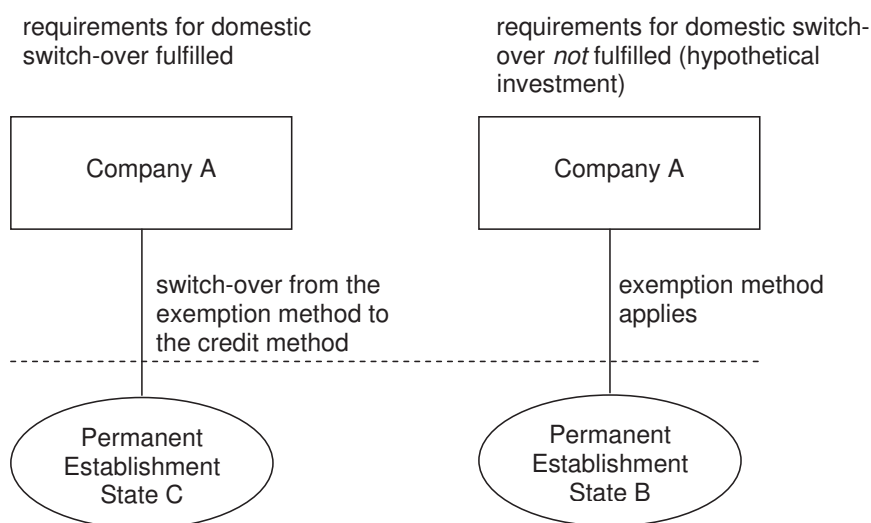 requirements for domestic
switch-over fulfilled
requirements for domestic switch-
over not fulfilled (hypothetical
investment)
Company A
Company A
switch-over from the
exemption method to
the credit method
exemption method
applies
Permanent
Establishment
State C
Permanent
Establishment
State B